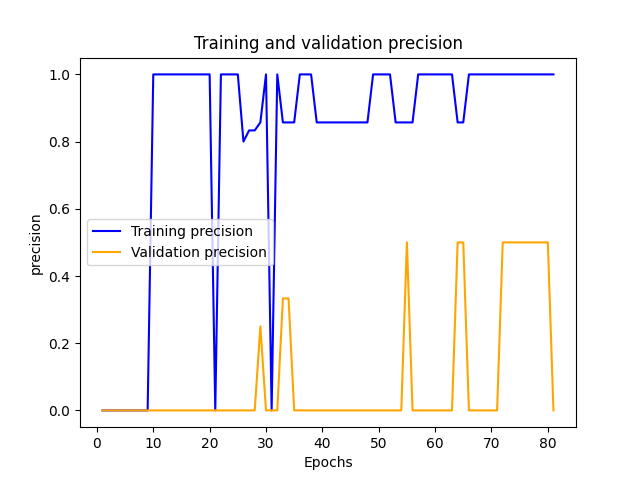 Training and validation precision
1.0
0.8
0.6
0.4
0.2
0.0
precision
Training precision
Validation precision
0 10 20 30 40 50 60 70 80
Epochs